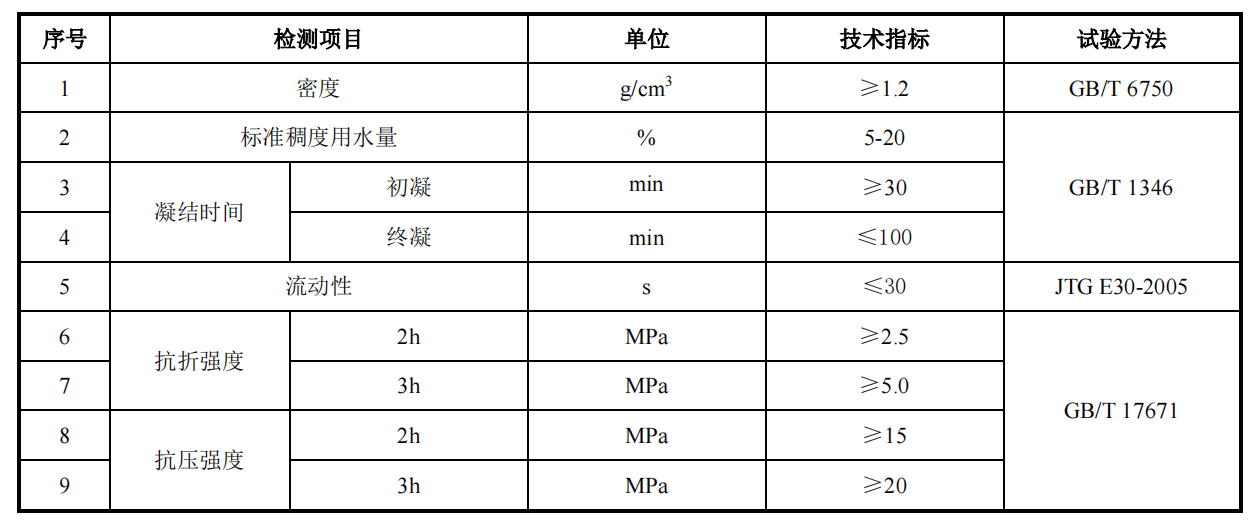 序号 检测项目 单位 技术指标 试验方法
1 密度 g/cm³ ≥1.2 GB/T 6750
2 标准稠度用水量 % 5-20 GB/T 1346
3 凝结时间 初凝 min ≥30
4 终凝 min ≤100
5 流动性 s ≤30 JTG E30-2005
6 抗折强度 2h MPa ≥2.5 GB/T 17671
7 3h MPa ≥5.0
8 抗压强度 2h MPa ≥15
9 3h MPa ≥20